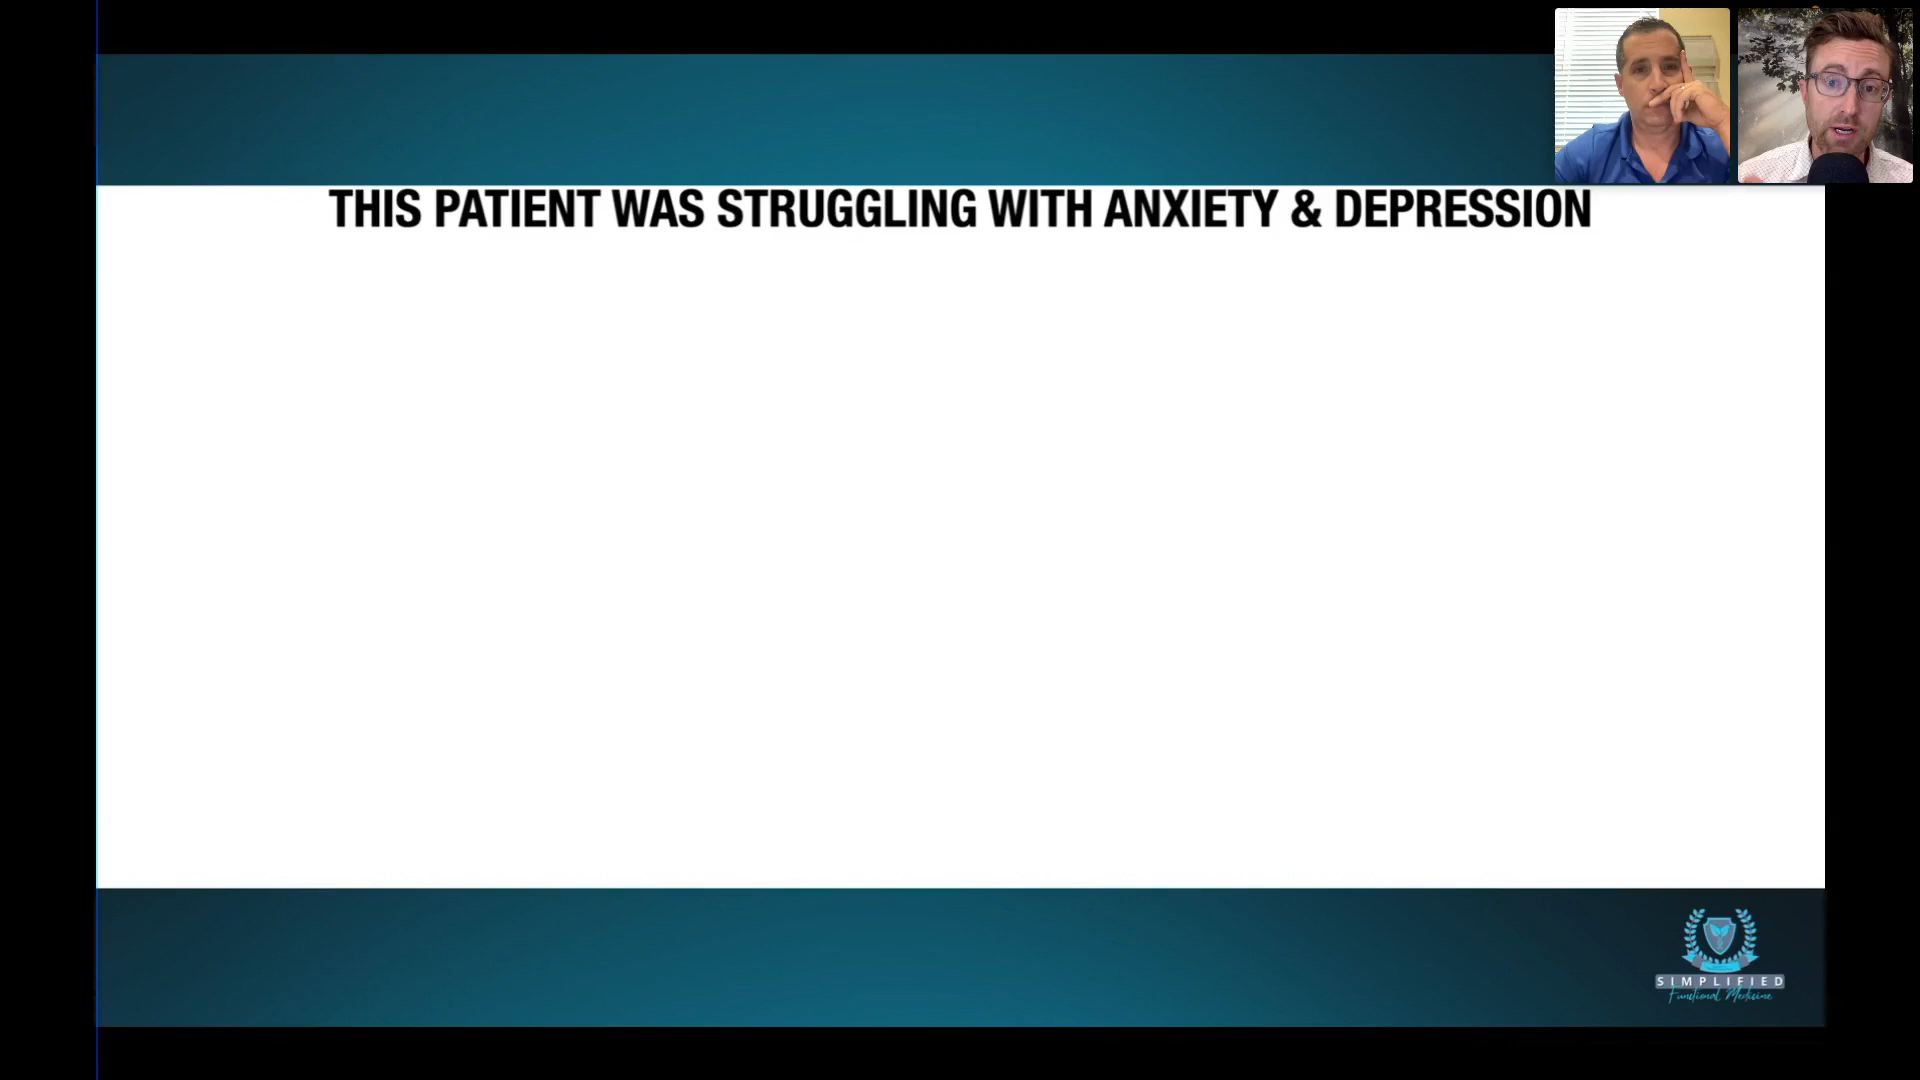 THIS PATIENT WAS STRUGGLING WITH ANXIETY & DEPRESSION
SIMPLIFIED
Functional Medicine